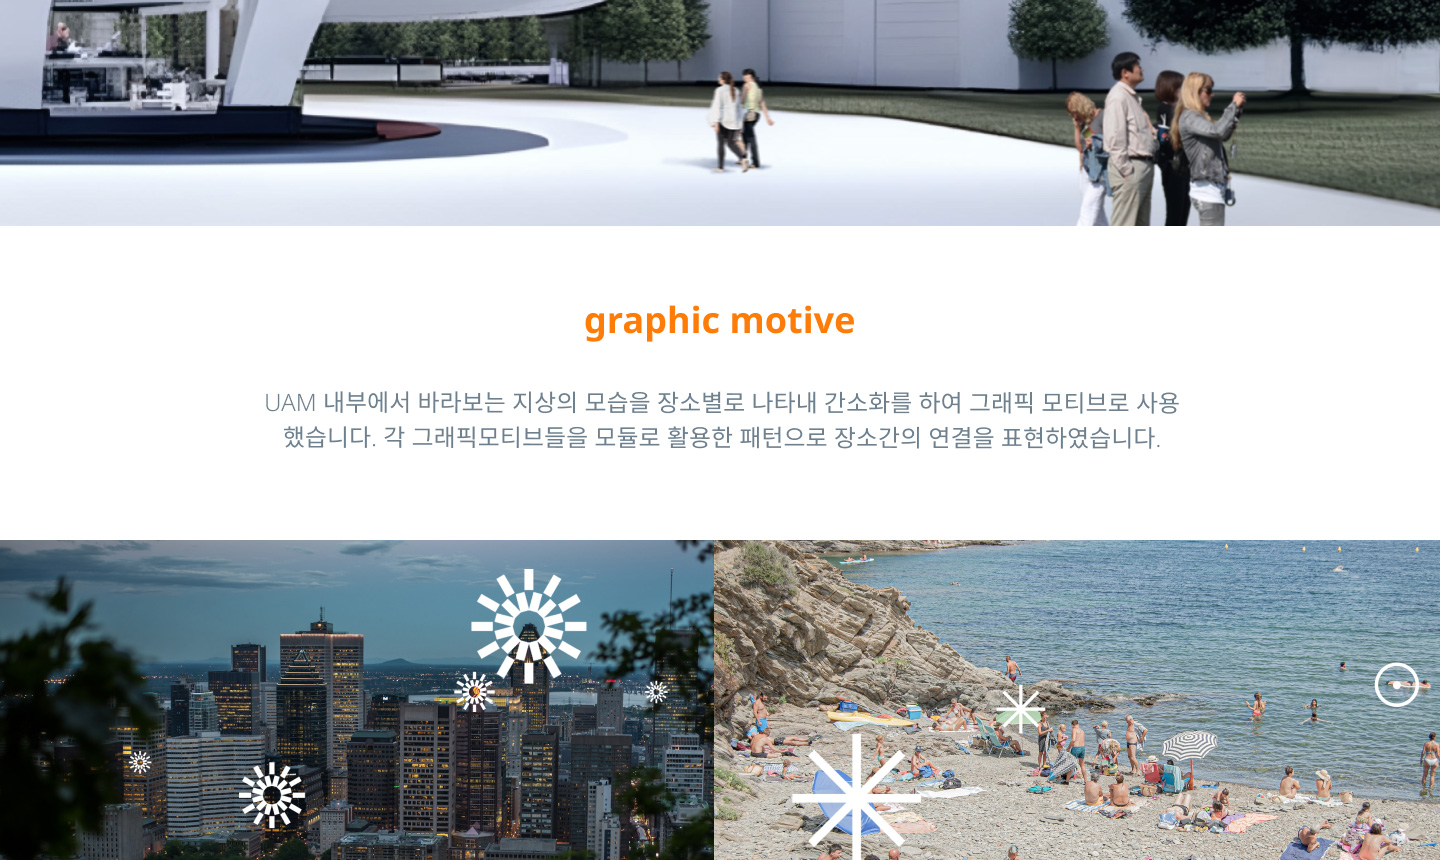 graphic motive
UAM 내부에서 바라보는 지상의 모습을 장소별로 나타내 간소화를 하여 그래픽 모티브로 사용
했습니다. 각 그래픽모티브들을 모듈로 활용한 패턴으로 장소간의 연결을 표현하였습니다.